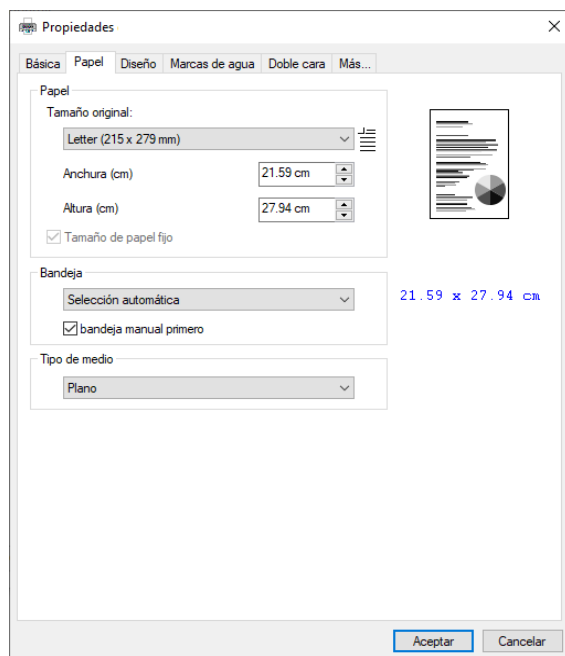 Propiedades
Básica Papel Diseño Marcas de agua Doble cara Más...
Papel
Tamaño original:
Letter (215 x 279 mm)
Anchura (cm) 21.59 cm
Altura (cm) 27.94 cm
Tamaño de papel fijo
Bandeja
Selección automática
21.59 x 27.94 cm
bandeja manual primero
Tipo de medio
Plano
Aceptar Cancelar